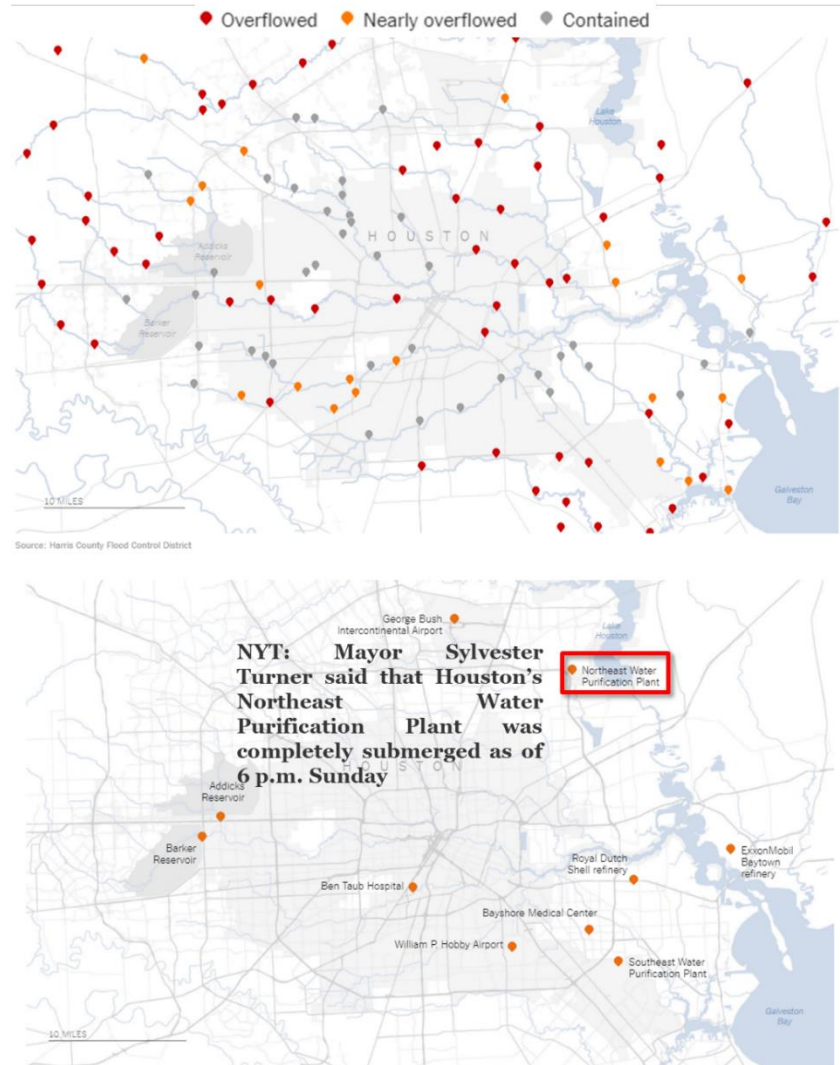 Overflowed Nearly overflowed Contained
Lake
Houston
HOUSTON
Addicks
Reservoir
Barker
Reservoir
10 MILES
Galveston
Bay
Source: Harris County Flood Control District
George Bush
Intercontinental Airport
Lake
Houston
NYT: Mayor Sylvester
Turner said that Houston’s
Northeast Water
Purification Plant was
completely submerged as of
6 p.m. Sunday
Northeast Water
Purification Plant
HOUSTON
Addicks
Reservoir
Barker
Reservoir
Royal Dutch
Shell refinery
ExxonMobil
Baytown
refinery
Ben Taub Hospital
Bayshore Medical Center
William P. Hobby Airport
Southeast Water
Purification Plant
Galveston
Bay
10 MILES